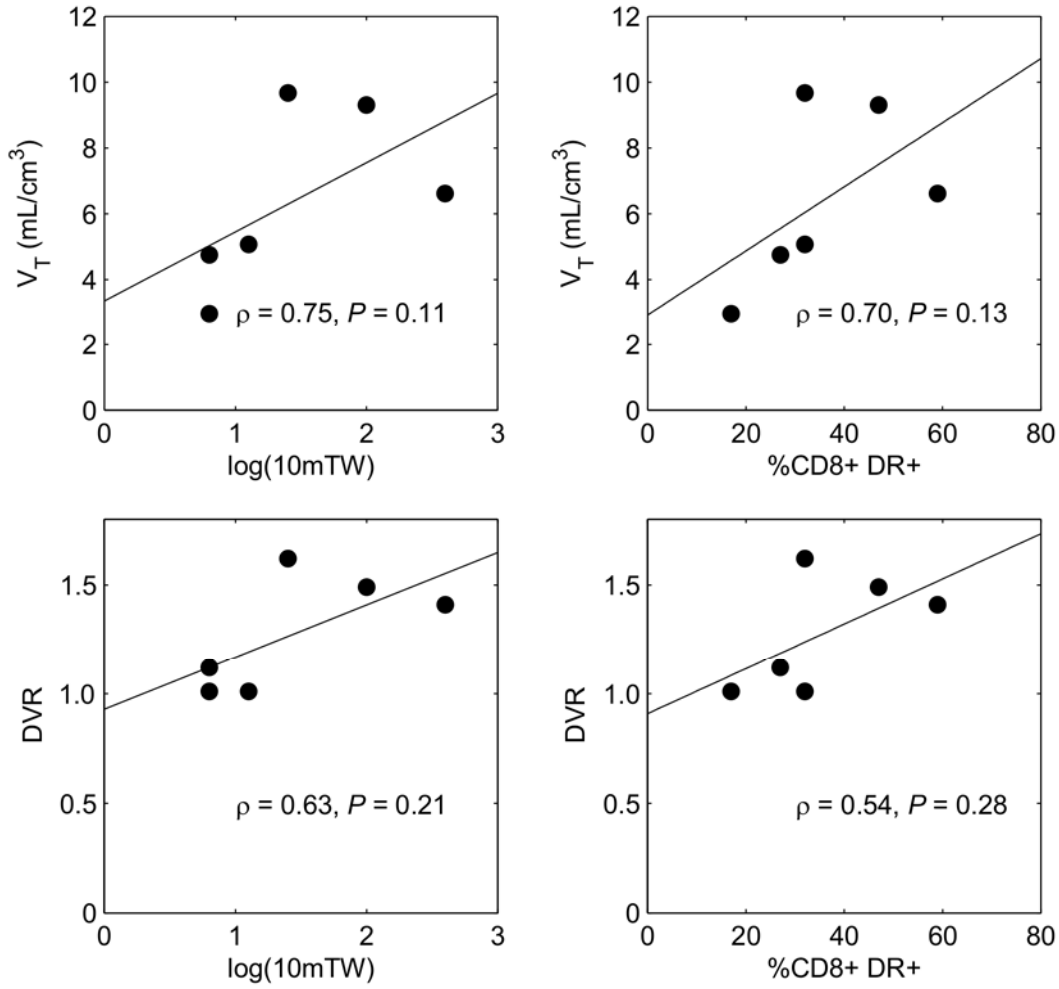 12
10
8
6
4
2
0
V_T (mL/cm³)
ρ = 0.75, P = 0.11
0 1 2 3
log(10mTW)
12
10
8
6
4
2
0
V_T (mL/cm³)
ρ = 0.70, P = 0.13
0 20 40 60 80
%CD8+ DR+
1.5
1.0
0.5
0
DVR
ρ = 0.63, P = 0.21
0 1 2 3
log(10mTW)
1.5
1.0
0.5
0
DVR
ρ = 0.54, P = 0.28
0 20 40 60 80
%CD8+ DR+